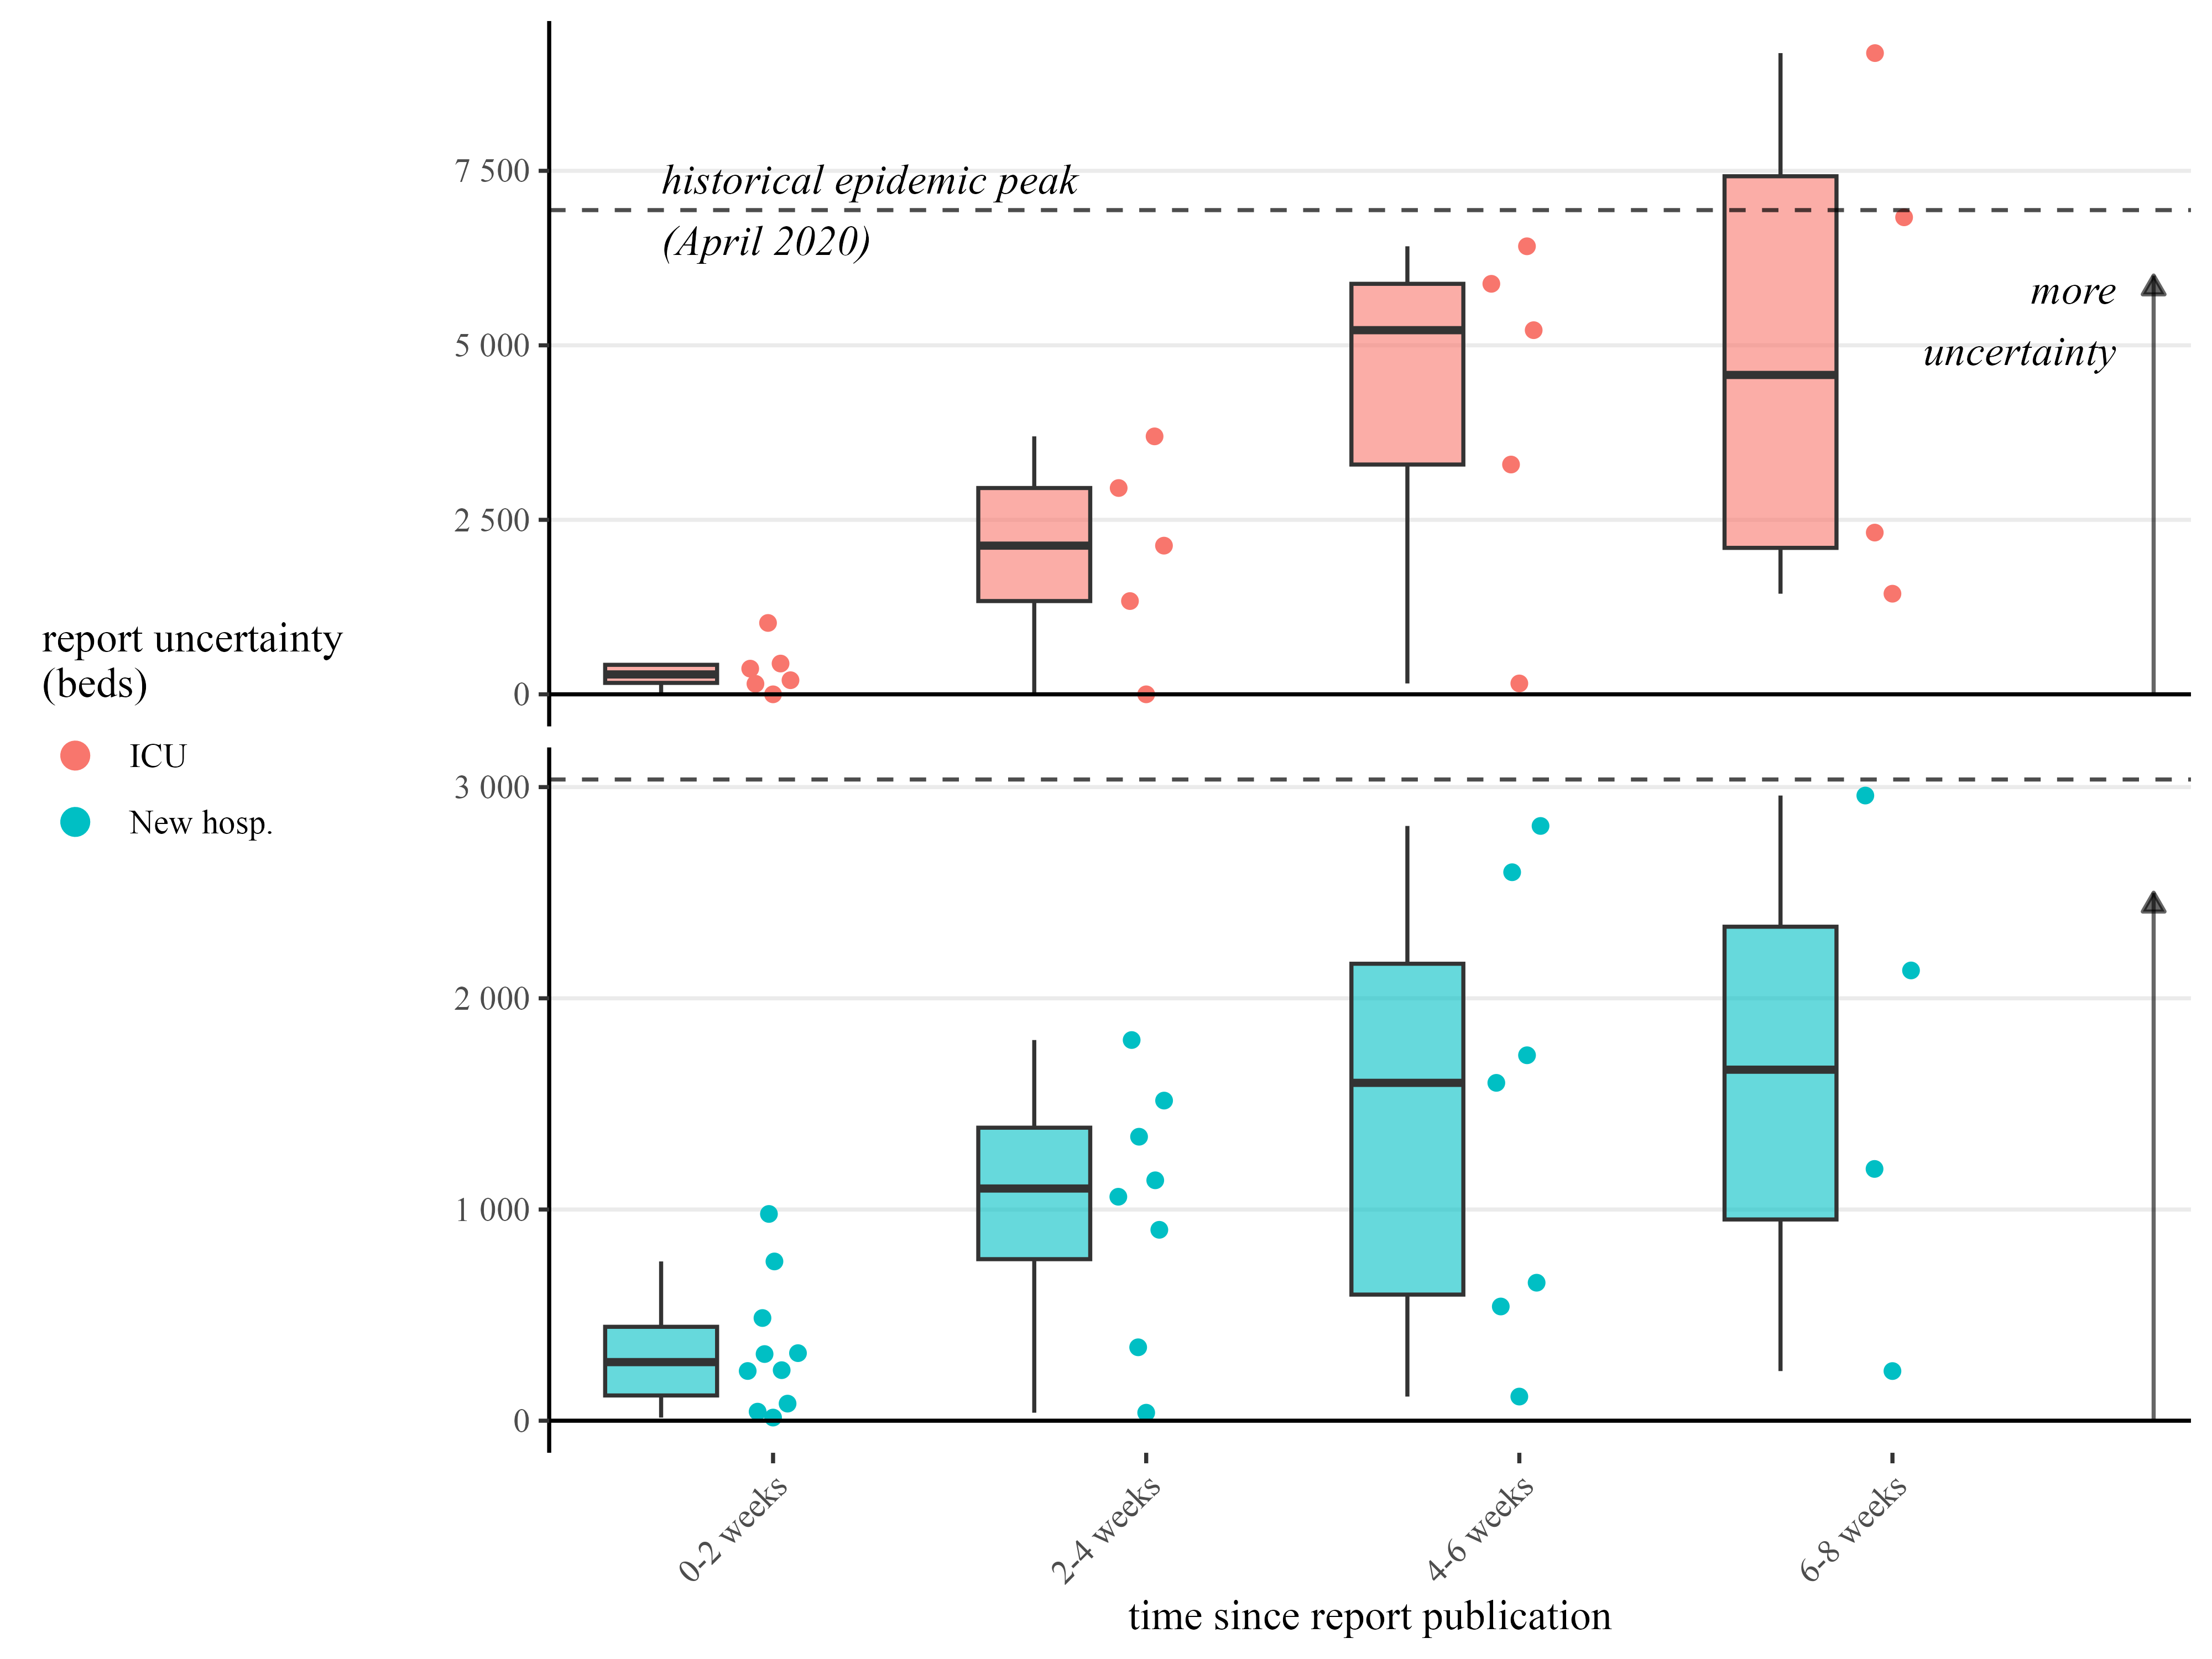 7 500
historical epidemic peak
(April 2020)
more
uncertainty
5 000
2 500
0
report uncertainty
(beds)
ICU
New hosp.
3 000
2 000
1 000
0
0-2 weeks
2-4 weeks
4-6 weeks
6-8 weeks
time since report publication